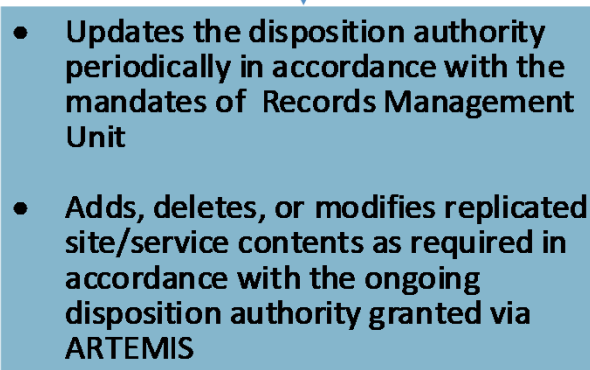 • Updates the disposition authority
periodically in accordance with the
mandates of  Records Management
Unit
• Adds, deletes, or modifies replicated
site/service contents as required in
accordance with the ongoing
disposition authority granted via
ARTEMIS